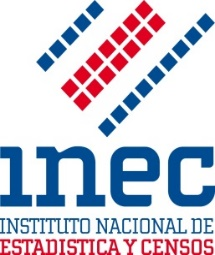 inec
INSTITUTO NACIONAL DE
ESTADISTICA Y CENSOS